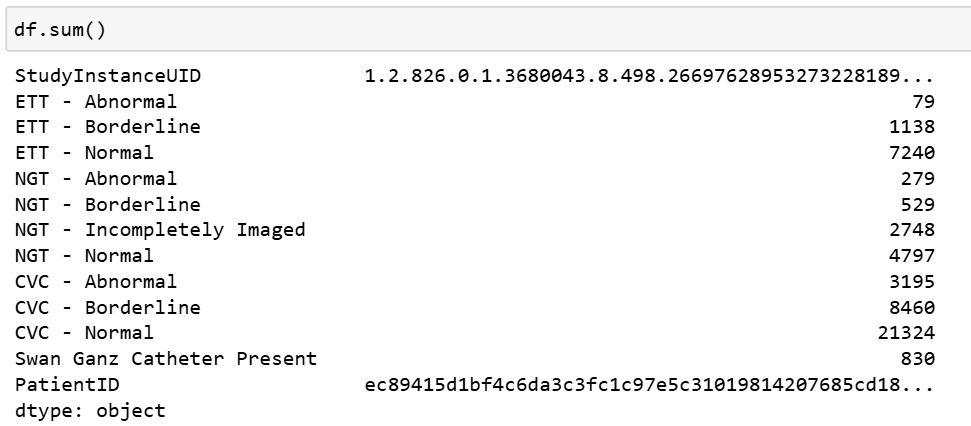 df.sum()
StudyInstanceUID 1.2.826.0.1.3680043.8.498.26697628953273228189...
ETT - Abnormal 79
ETT - Borderline 1138
ETT - Normal 7240
NGT - Abnormal 279
NGT - Borderline 529
NGT - Incompletely Imaged 2748
NGT - Normal 4797
CVC - Abnormal 3195
CVC - Borderline 8460
CVC - Normal 21324
Swan Ganz Catheter Present 830
PatientID ec89415d1bf4c6da3c3fc1c97e5c31019814207685cd18...
dtype: object